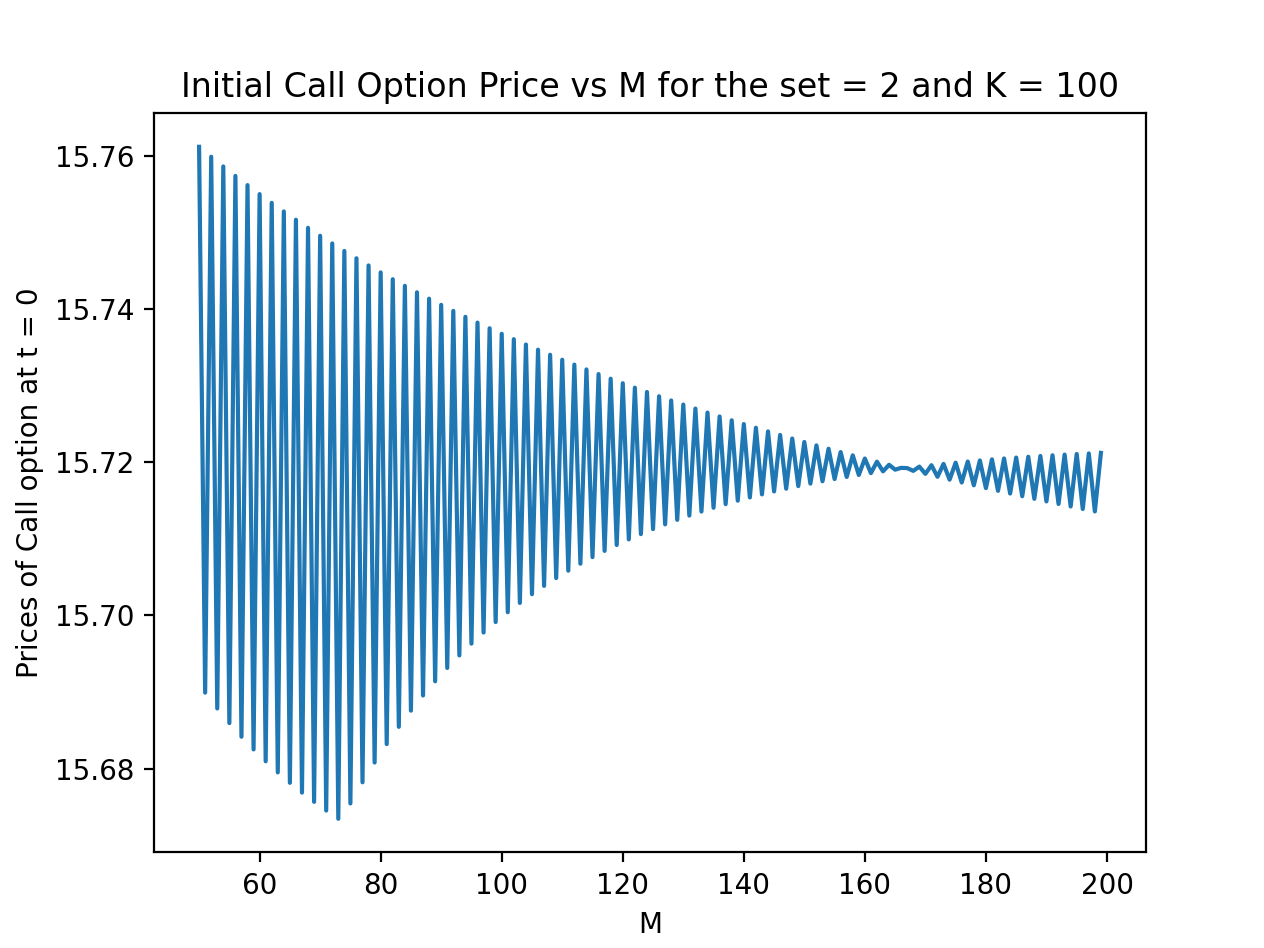 Initial Call Option Price vs M for the set = 2 and K = 100
Prices of Call option at t = 0
15.76
15.74
15.72
15.70
15.68
60 80 100 120 140 160 180 200
M